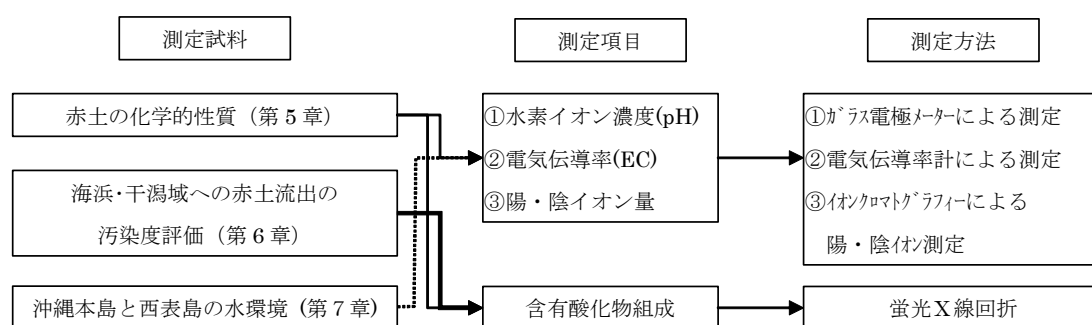 測定試料
測定項目
測定方法
赤土の化学的性質（第5章）
海浜・干潟域への赤土流出の
汚染度評価（第6章）
沖縄本島と西表島の水環境（第7章）
①水素イオン濃度(pH)
②電気伝導率(EC)
③陽・陰イオン量
含有酸化物組成
①ｶﾞﾗｽ電極ﾒｰﾀｰによる測定
②電気伝導率計による測定
③ｲｵﾝｸﾛﾏﾄｸﾞﾗﾌｨｰによる
陽・陰ｲｵﾝ測定
蛍光Ｘ線回折